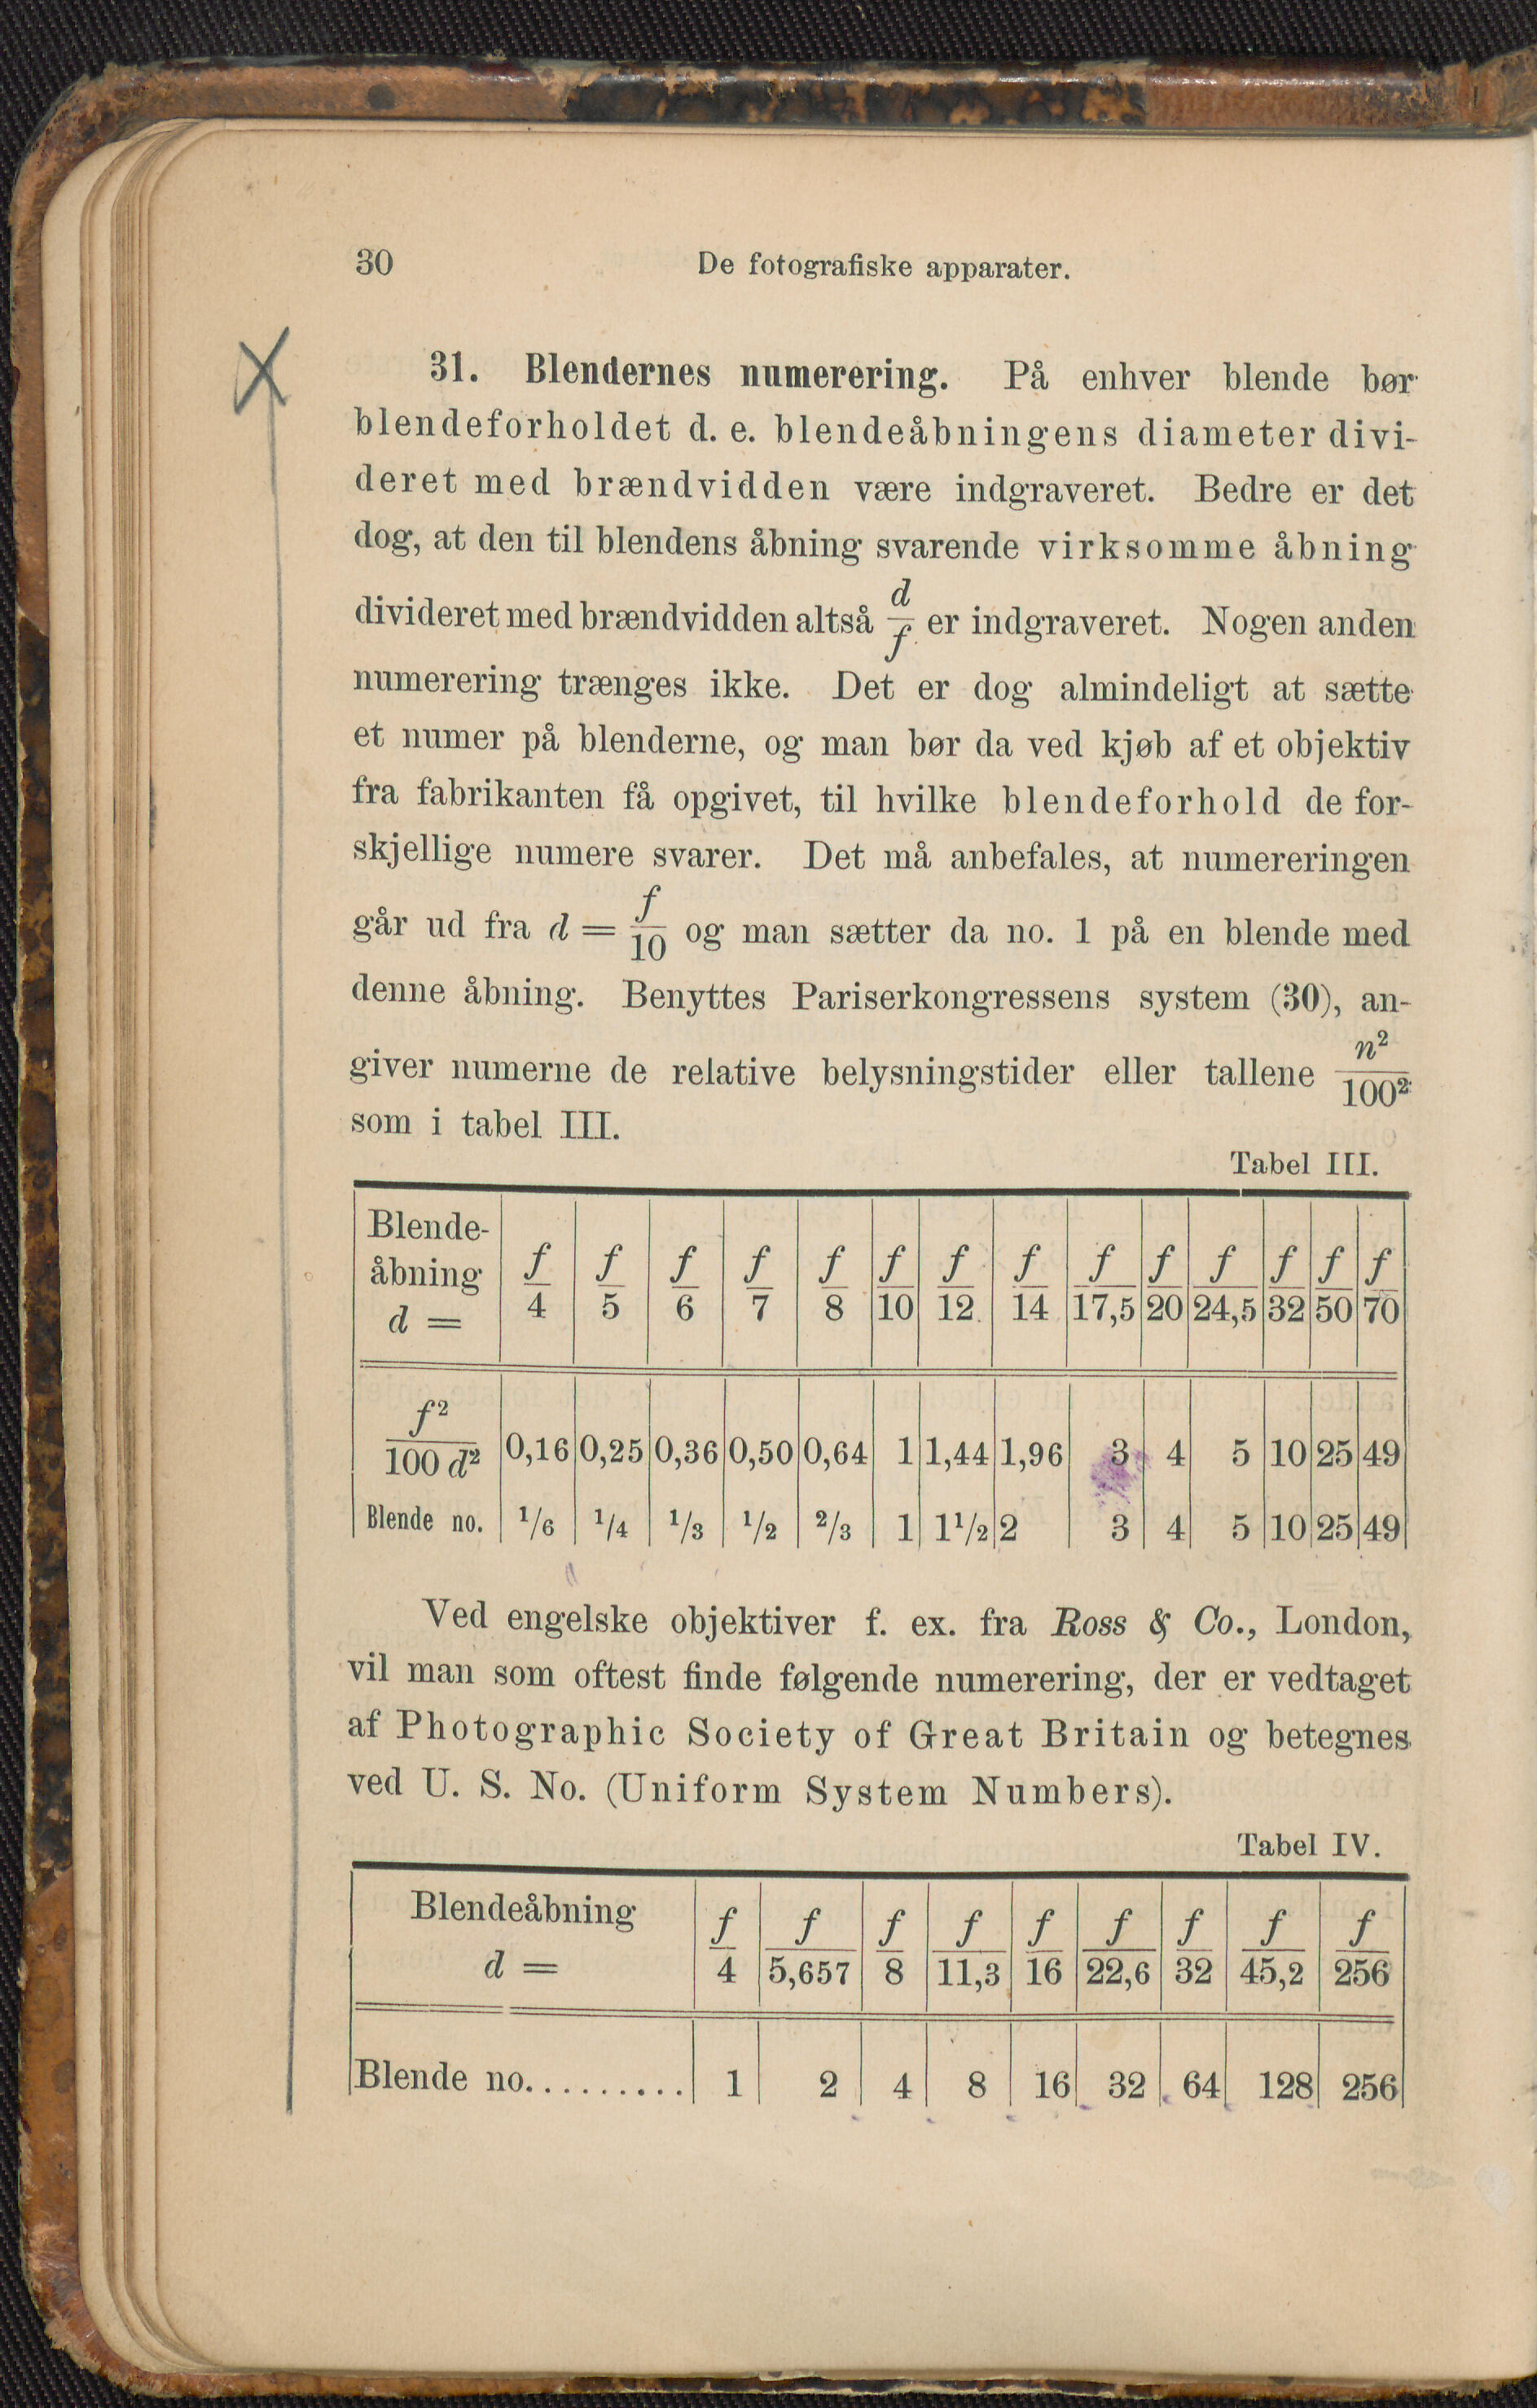 30 De fotografiske apparater.
31. Blendernes numerering. På enhver blende bør
blendeforholdet d. e. blendeåbningens diameter divi-
deret med brændvidden være indgraveret. Bedre er det
dog, at den til blendens åbning svarende virksomme åbning
divideret med brændvidden altså d/f er indgraveret. Nogen anden
numerering trænges ikke. Det er dog almindeligt at sætte
et numer på blenderne, og man bør da ved kjøb af et objektiv
fra fabrikanten få opgivet, til hvilke blendeforhold de for-
skjellige numere svarer. Det må anbefales, at numereringen
går ud fra d = f/10 og man sætter da no. 1 på en blende med
denne åbning. Benyttes Pariserkongressens system (30), an-
giver numerne de relative belysningstider eller tallene n²/100²
som i tabel III.
Tabel III.
Blende-
åbning
d = f/4 f/5 f/6 f/7 f/8 f/10 f/12 f/14 f/17,5 f/20 f/24,5 f/32 f/50 f/70
f²/100 d² 0,16 0,25 0,36 0,50 0,64 1 1,44 1,96 3 4 5 10 25 49
Blende no. 1/6 1/4 1/3 1/2 2/3 1 1 1/2 2 3 4 5 10 25 49
Ved engelske objektiver f. ex. fra Ross & Co., London,
vil man som oftest finde følgende numerering, der er vedtaget
af Photographic Society of Great Britain og betegnes
ved U. S. No. (Uniform System Numbers).
Tabel IV.
Blendeåbning
d = f/4 f/5,657 f/8 f/11,3 f/16 f/22,6 f/32 f/45,2 f/256
Blende no.......... 1 2 4 8 16 32 64 128 256